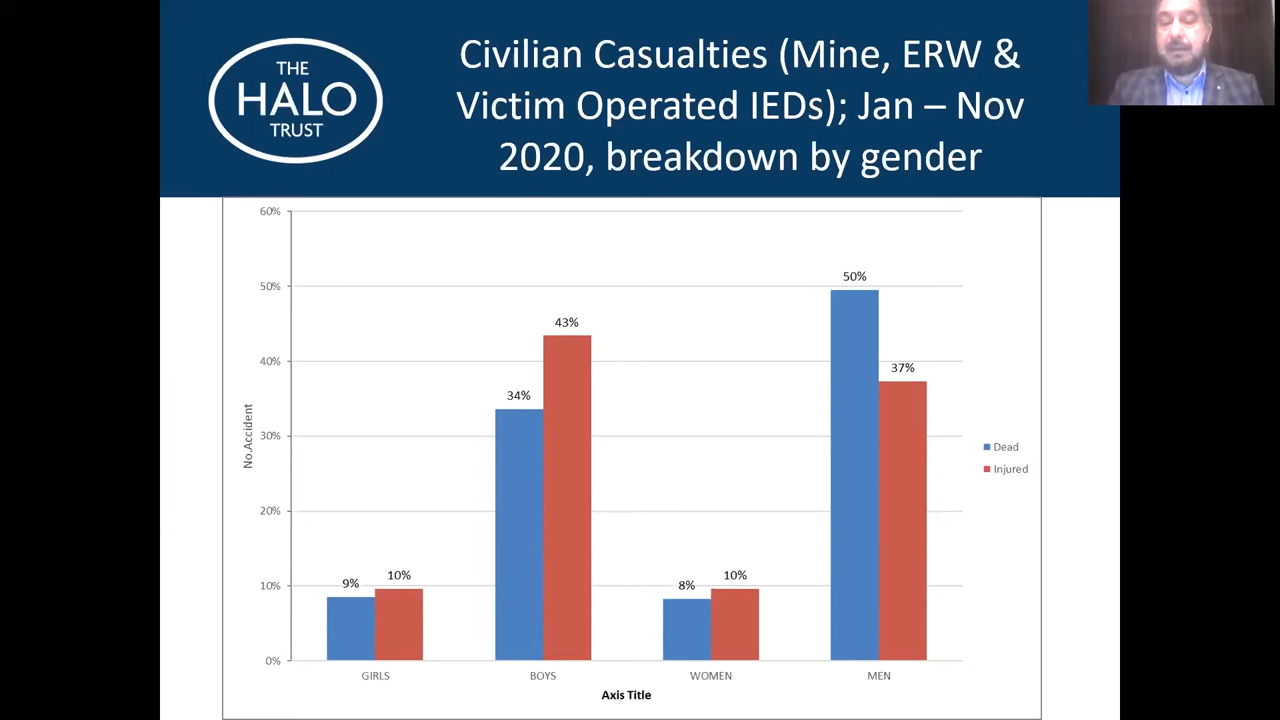 THE
HALO
TRUST
Civilian Casualties (Mine, ERW &
Victim Operated IEDs); Jan – Nov
2020, breakdown by gender
60%
50%
40%
30%
20%
10%
0%
No.Accident
9%
10%
34%
43%
8%
10%
50%
37%
GIRLS
BOYS
WOMEN
MEN
Axis Title
Dead
Injured